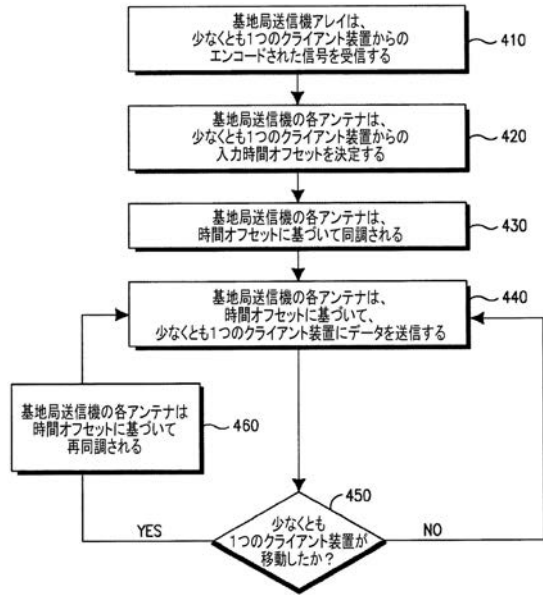 基地局送信機アレイは、
少なくとも1つのクライアント装置からの
エンコードされた信号を受信する
410
基地局送信機の各アンテナは、
少なくとも1つのクライアント装置からの
入力時間オフセットを決定する
420
基地局送信機の各アンテナは、
時間オフセットに基づいて同調される
430
基地局送信機の各アンテナは、
時間オフセットに基づいて、
少なくとも1つのクライアント装置にデータを送信する
440
基地局送信機の各アンテナは
時間オフセットに基づいて
再同調される
460
450
少なくとも
1つのクライアント装置が
移動したか？
YES
NO